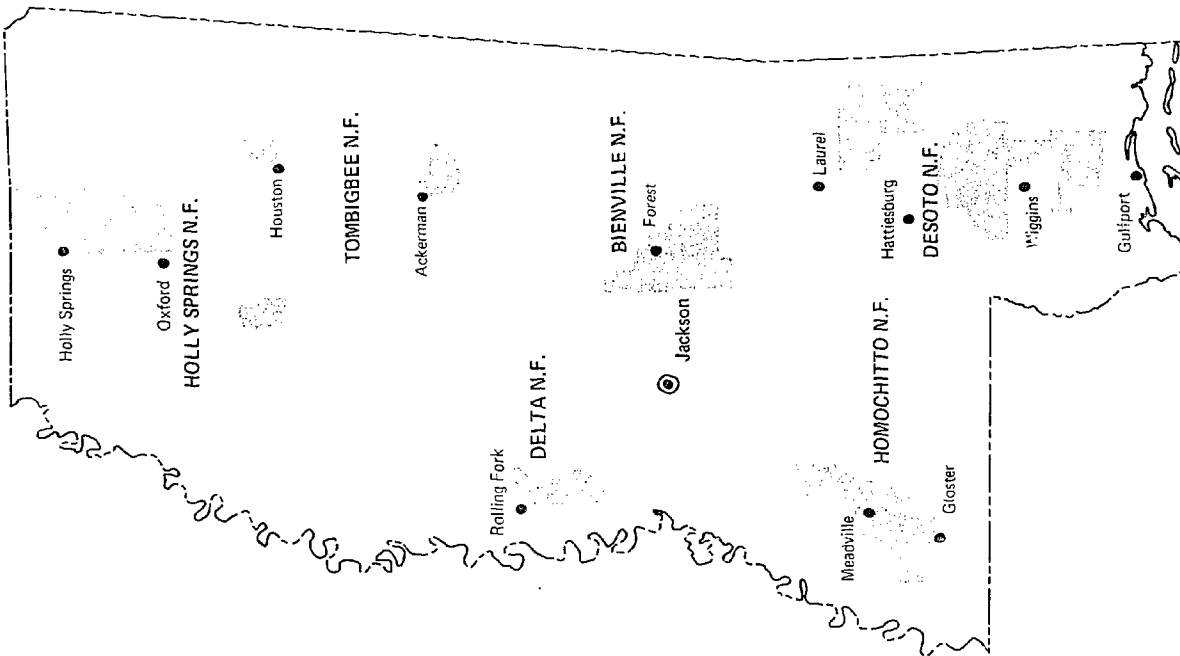 Holly Springs
Oxford
HOLLY SPRINGS N.F.
Houston
TOMBIGBEE N.F.
Ackerman
DELTA N.F.
Rolling Fork
BIENVILLE N.F.
Forest
Jackson
Laurel
Hattiesburg
DESOTO N.F.
Wiggins
Gulfport
HOMOCHITTO N.F.
Meadville
Gloster